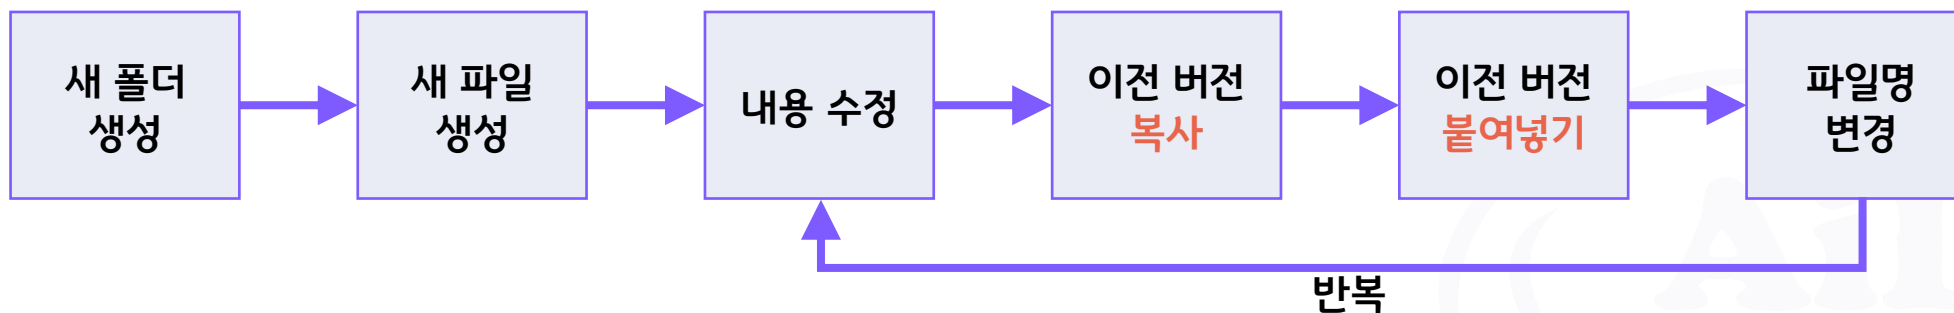 새 폴더
생성
새 파일
생성
내용 수정
이전 버전
복사
이전 버전
붙여넣기
파일명
변경
반복